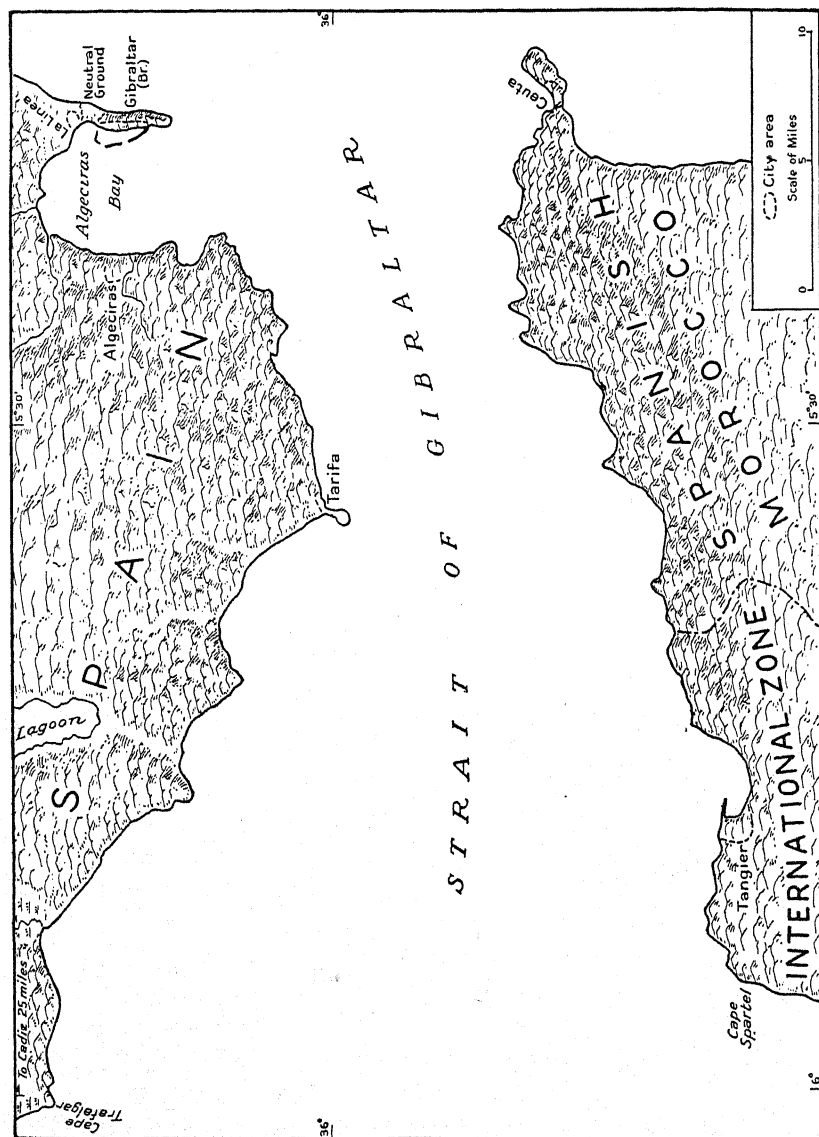 To Cadiz 25 miles
Cape
Trafalgar
Lagoon
SPAIN
5°30'
Algeciras
Algeciras
Bay
La Linea
Neutral
Ground
Gibraltar
(Br.)
Tarifa
36°
36°
STRAIT OF GIBRALTAR
Cape
Spartel
Tangier
INTERNATIONAL ZONE
SPANISH
MOROCCO
Ceuta
6°
5°30'
City area
Scale of Miles
0 5 10